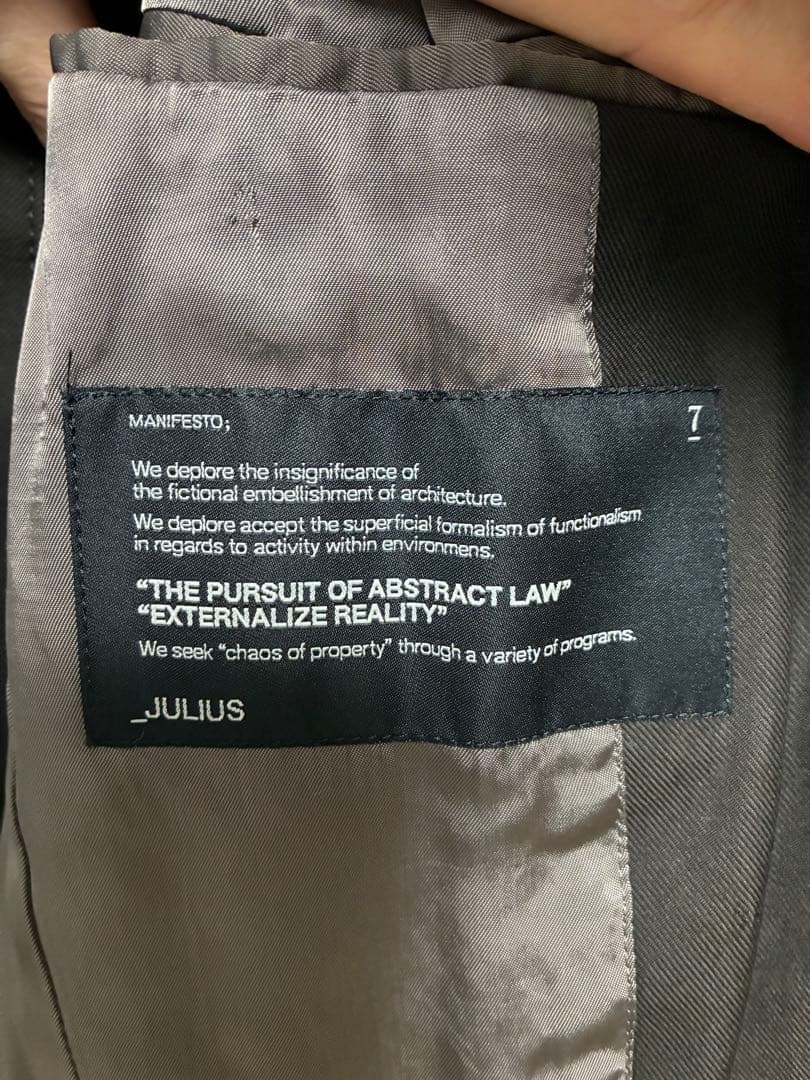 MANIFESTO;
7
We deplore the insignificance of
the fictional embellishment of architecture.
We deplore accept the superficial formalism of functionalism
in regards to activity within environmens.
“THE PURSUIT OF ABSTRACT LAW”
“EXTERNALIZE REALITY”
We seek “chaos of property” through a variety of programs.
_JULIUS